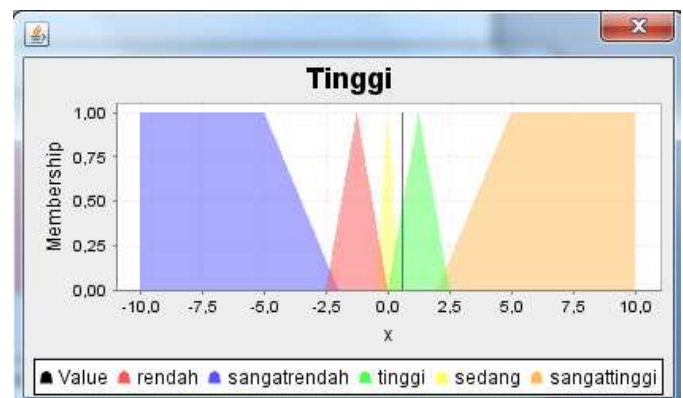 Tinggi
1,00
0,75
0,50
0,25
0,00
Membership
-10,0 -7,5 -5,0 -2,5 0,0 2,5 5,0 7,5 10,0
x
Value rendah sangatrendah tinggi sedang sangattinggi